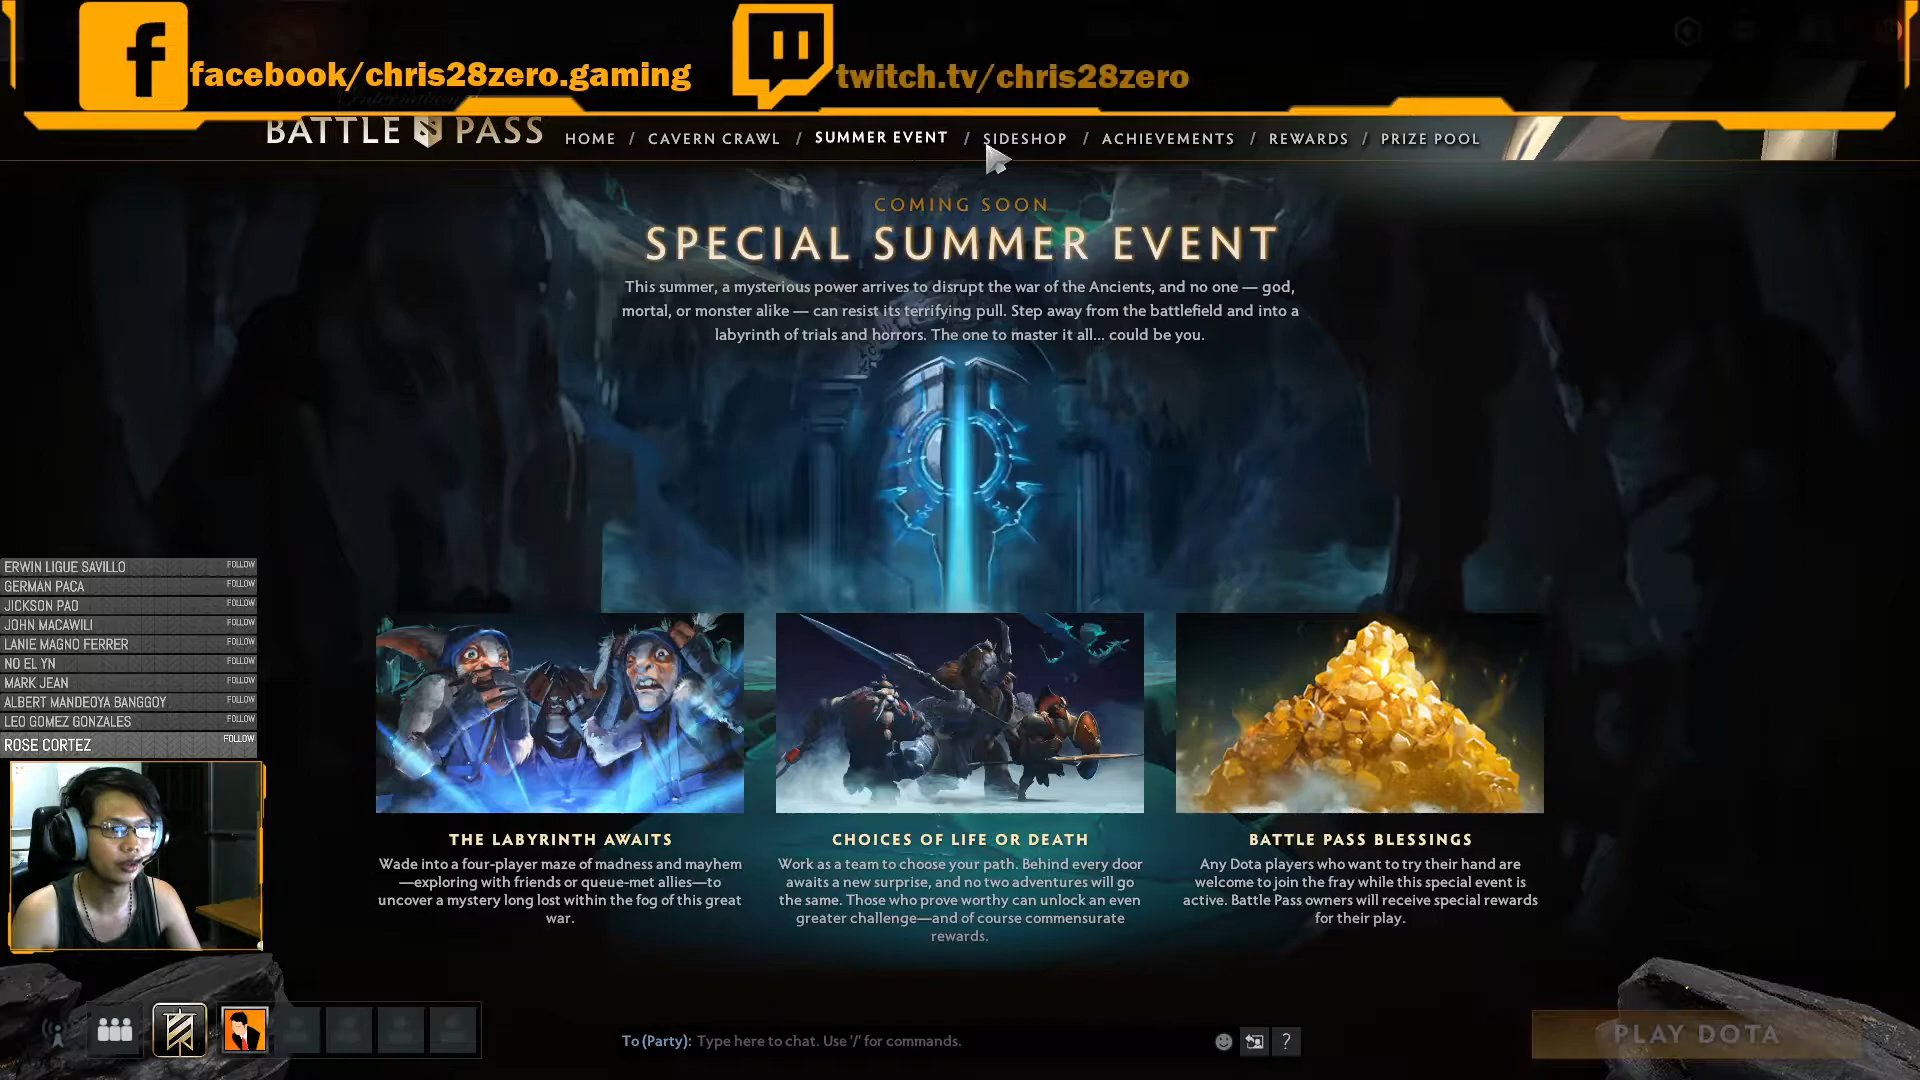 facebook/chris28zero.gaming
twitch.tv/chris28zero
BATTLE PASS
HOME / CAVERN CRAWL / SUMMER EVENT / SIDESHOP / ACHIEVEMENTS / REWARDS / PRIZE POOL
COMING SOON
SPECIAL SUMMER EVENT
This summer, a mysterious power arrives to disrupt the war of the Ancients, and no one — god,
mortal, or monster alike — can resist its terrifying pull. Step away from the battlefield and into a
labyrinth of trials and horrors. The one to master it all... could be you.
ERWIN LIGUE SAVILLO FOLLOW
GERMAN PACA FOLLOW
JICKSON PAO FOLLOW
JOHN MACAWILI FOLLOW
LANIE MAGNO FERRER FOLLOW
NO EL YN FOLLOW
MARK JEAN FOLLOW
ALBERT MANDEOYA BANGGOY FOLLOW
LEO GOMEZ GONZALES FOLLOW
ROSE CORTEZ FOLLOW
THE LABYRINTH AWAITS
Wade into a four-player maze of madness and mayhem
—exploring with friends or queue-met allies—to
uncover a mystery long lost within the fog of this great
war.
CHOICES OF LIFE OR DEATH
Work as a team to choose your path. Behind every door
awaits a new surprise, and no two adventures will go
the same. Those who prove worthy can unlock an even
greater challenge—and of course commensurate
rewards.
BATTLE PASS BLESSINGS
Any Dota players who want to try their hand are
welcome to join the fray while this special event is
active. Battle Pass owners will receive special rewards
for their play.
To (Party): Type here to chat. Use '/' for commands.
?
PLAY DOTA